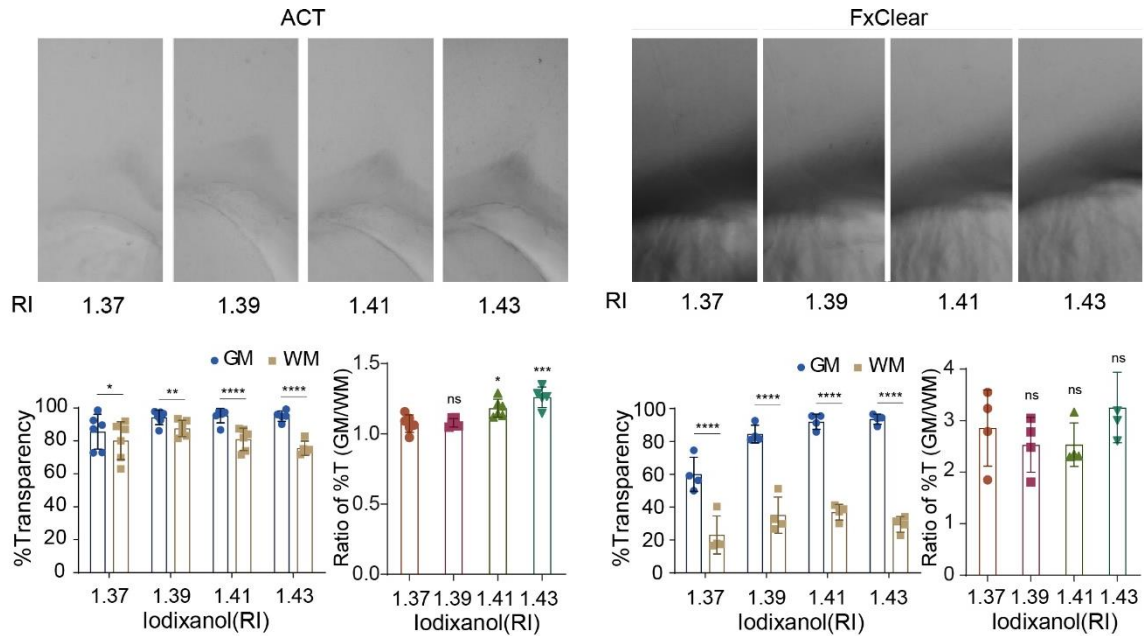 ACT
FxClear
RI 1.37 1.39 1.41 1.43
RI 1.37 1.39 1.41 1.43
GM WM
%Transparency
100
80
60
40
20
0
* ** **** ****
1.37 1.39 1.41 1.43
Iodixanol(RI)
Ratio of %T (GM/WM)
1.5
1.0
0.5
0.0
ns * ***
1.37 1.39 1.41 1.43
Iodixanol(RI)
GM WM
%Transparency
100
80
60
40
20
0
**** **** **** ****
1.37 1.39 1.41 1.43
Iodixanol(RI)
Ratio of %T (GM/WM)
4
3
2
1
0
ns ns ns
1.37 1.39 1.41 1.43
Iodixanol(RI)